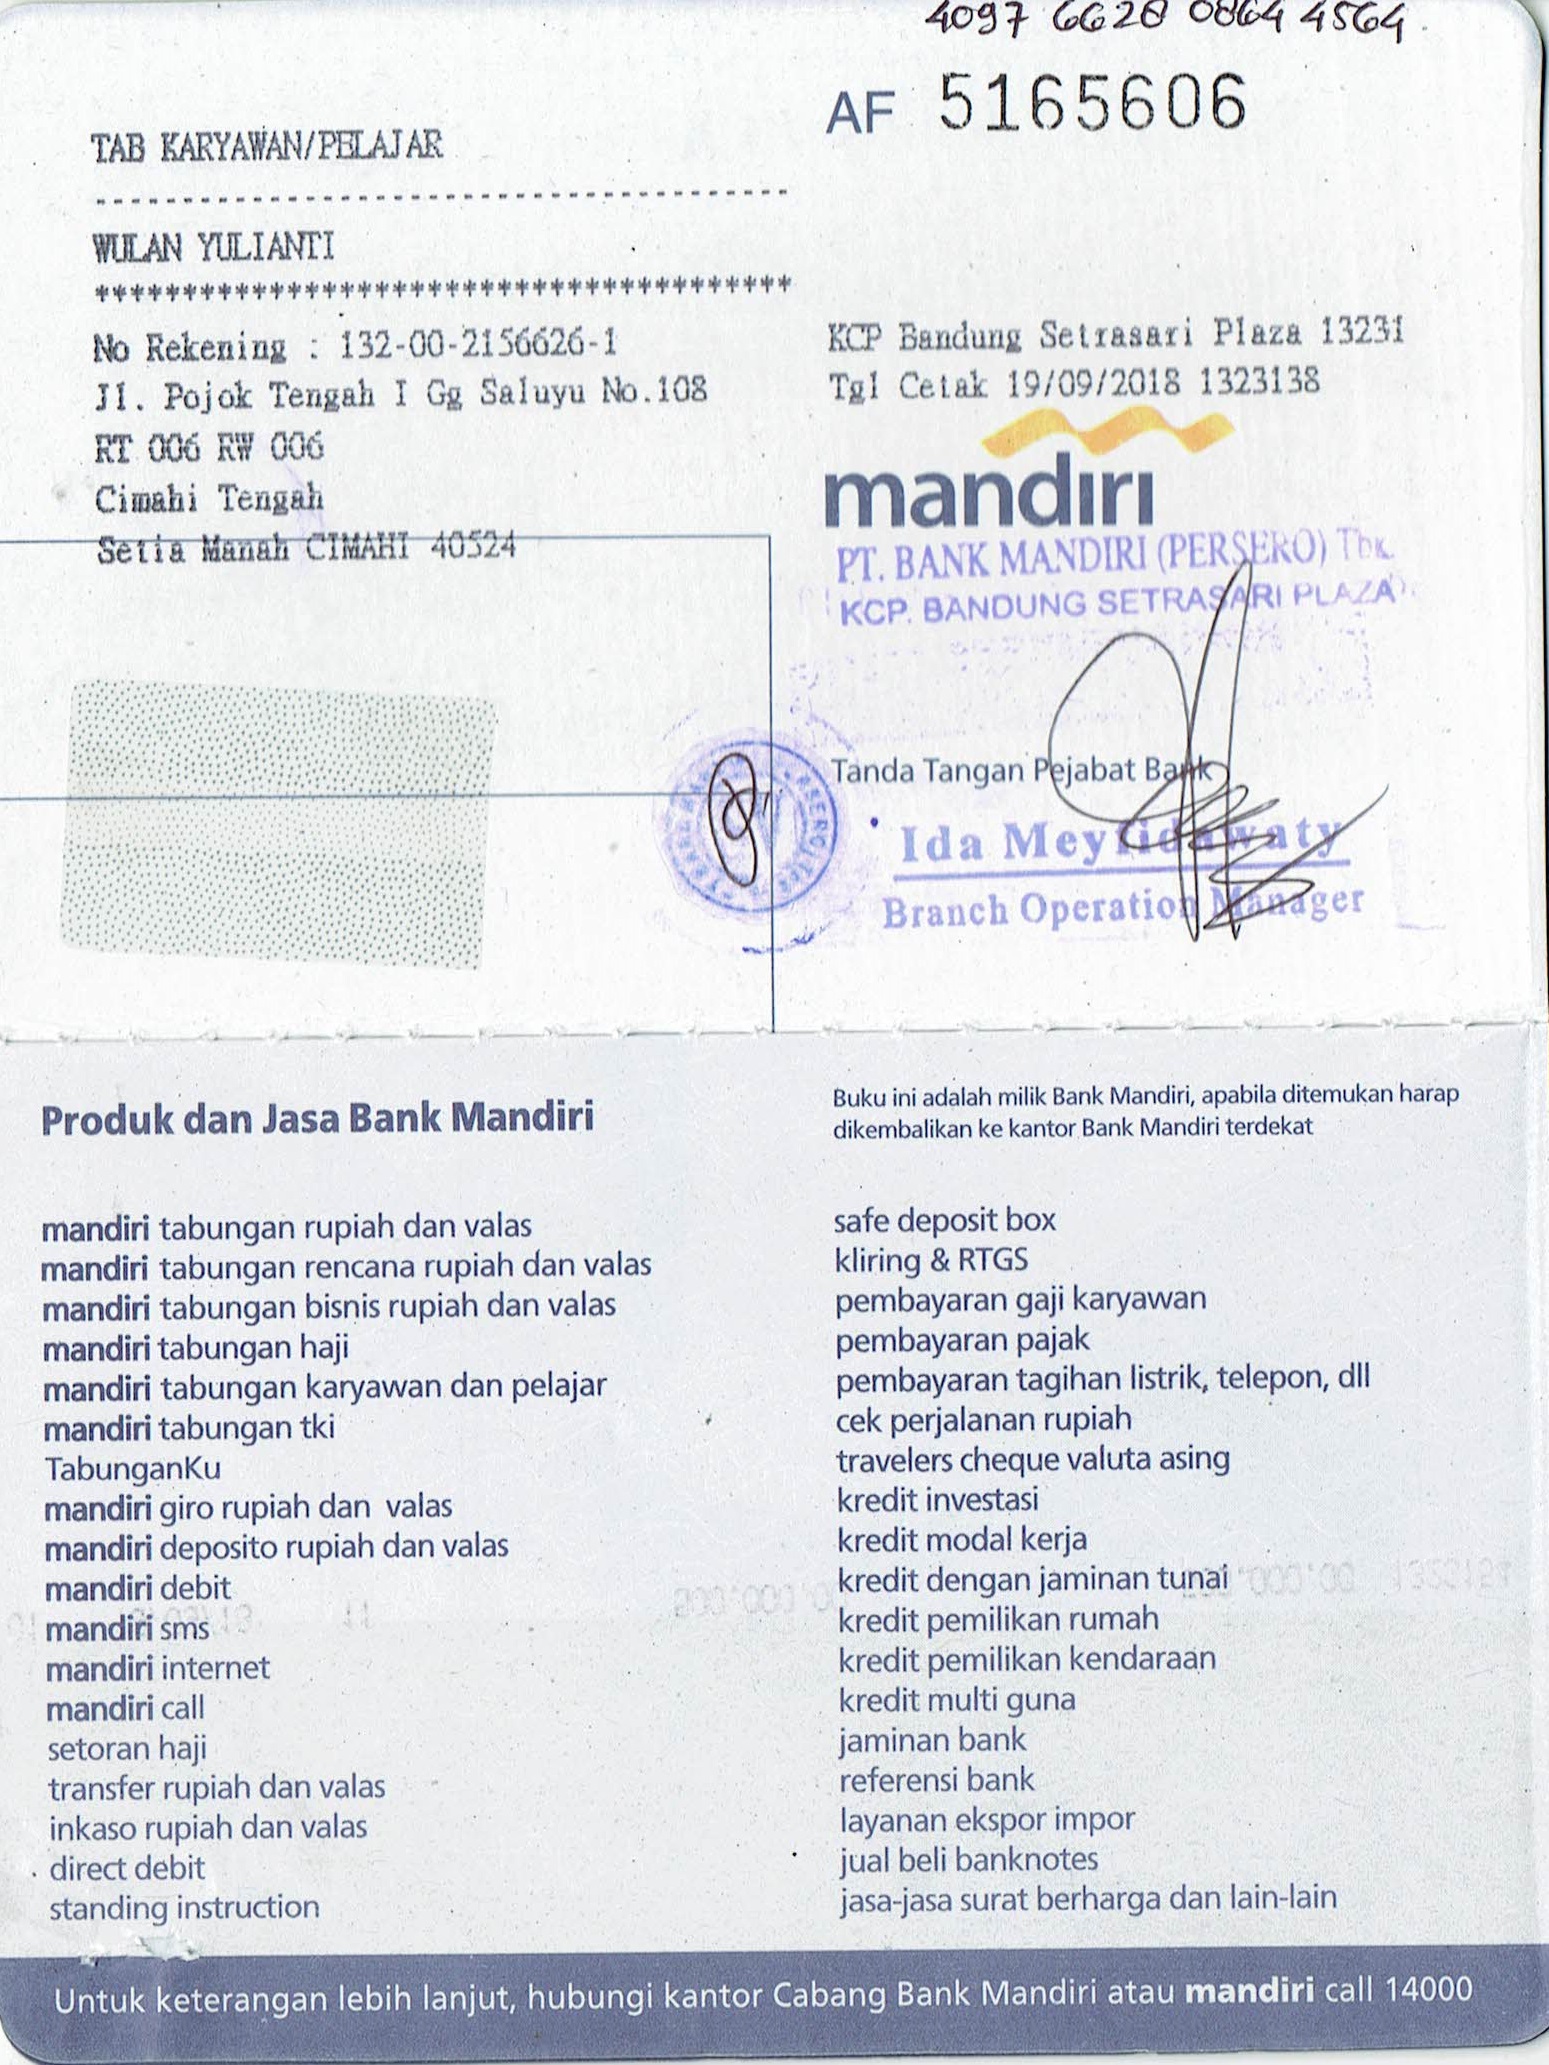 4097 6628 0864 4564
AF 5165606
TAB KARYAWAN/PELAJAR
----------------------------------------
WULAN YULIANTI
****************************************
No Rekening : 132-00-2156626-1
Jl. Pojok Tengah I Gg Saluyu No.108
RT 006 RW 006
Cimahi Tengah
Setia Manah CIMAHI 40524
KCP Bandung Setrasari Plaza 13231
Tgl Cetak 19/09/2018 1323138
mandiri
PT. BANK MANDIRI (PERSERO) Tbk.
KCP. BANDUNG SETRASARI PLAZA
Tanda Tangan Pejabat Bank
Ida
Branch Operation Manager
Produk dan Jasa Bank Mandiri
mandiri tabungan rupiah dan valas
mandiri tabungan rencana rupiah dan valas
mandiri tabungan bisnis rupiah dan valas
mandiri tabungan haji
mandiri tabungan karyawan dan pelajar
mandiri tabungan tki
TabunganKu
mandiri giro rupiah dan valas
mandiri deposito rupiah dan valas
mandiri debit
mandiri sms
mandiri internet
mandiri call
setoran haji
transfer rupiah dan valas
inkaso rupiah dan valas
direct debit
standing instruction
Buku ini adalah milik Bank Mandiri, apabila ditemukan harap
dikembalikan ke kantor Bank Mandiri terdekat
safe deposit box
kliring & RTGS
pembayaran gaji karyawan
pembayaran pajak
pembayaran tagihan listrik, telepon, dll
cek perjalanan rupiah
travelers cheque valuta asing
kredit investasi
kredit modal kerja
kredit dengan jaminan tunai
kredit pemilikan rumah
kredit pemilikan kendaraan
kredit multi guna
jaminan bank
referensi bank
layanan ekspor impor
jual beli banknotes
jasa-jasa surat berharga dan lain-lain
Untuk keterangan lebih lanjut, hubungi kantor Cabang Bank Mandiri atau mandiri call 14000